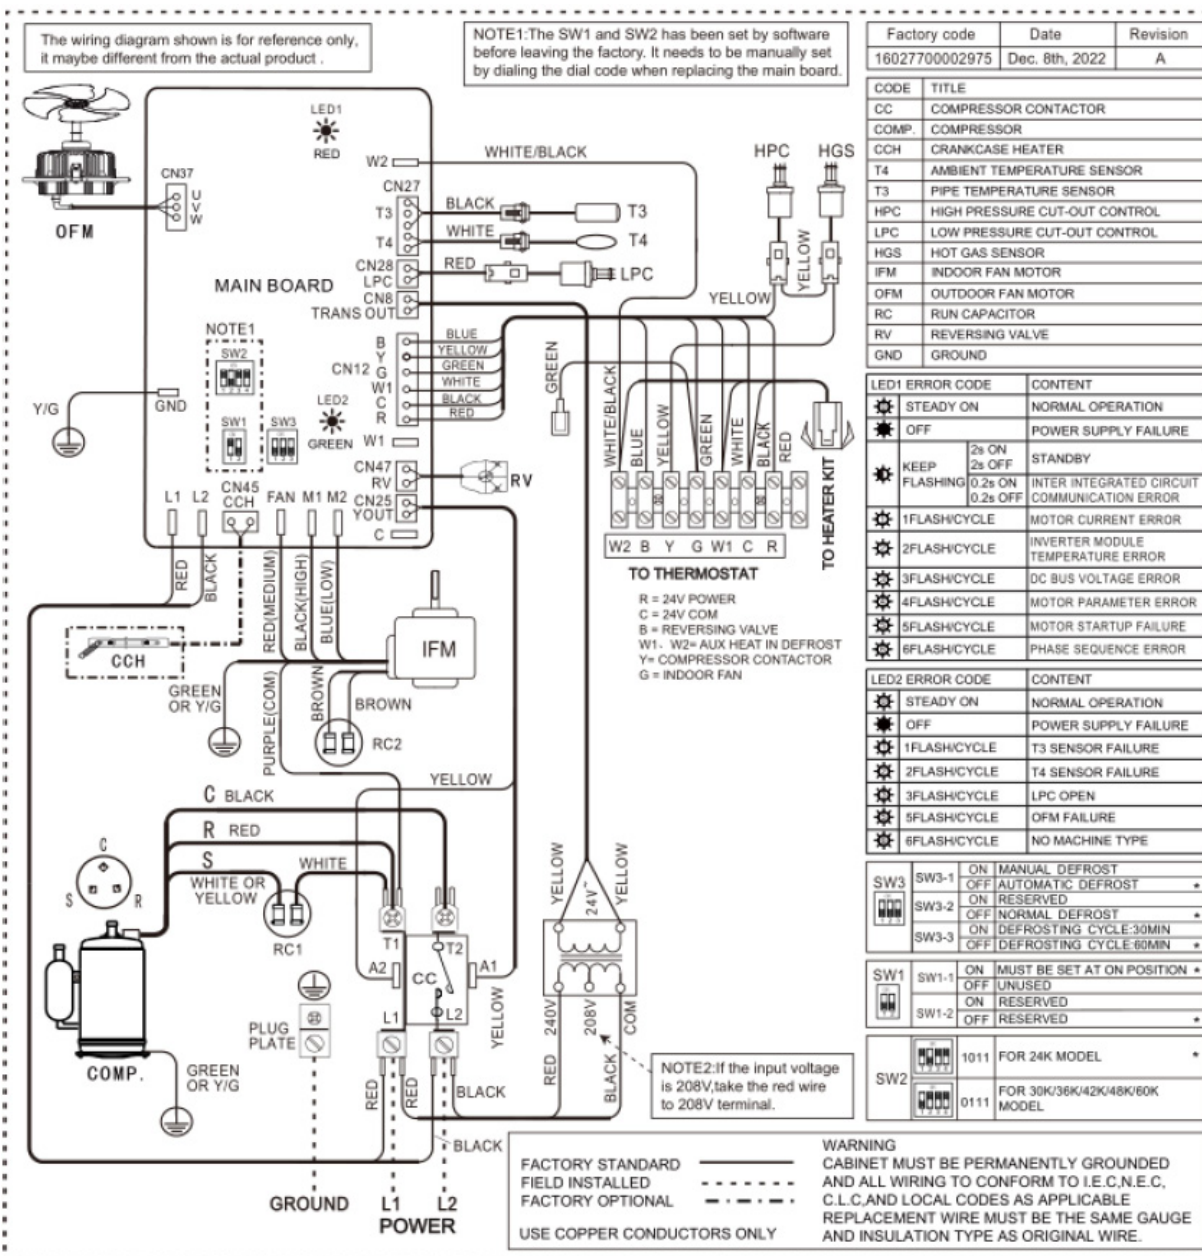 The wiring diagram shown is for reference only,
it maybe different from the actual product .
NOTE1:The SW1 and SW2 has been set by software
before leaving the factory. It needs to be manually set
by dialing the dial code when replacing the main board.
Factory code Date Revision
16027700002975 Dec. 8th, 2022 A
CODE TITLE
CC COMPRESSOR CONTACTOR
COMP. COMPRESSOR
CCH CRANKCASE HEATER
T4 AMBIENT TEMPERATURE SENSOR
T3 PIPE TEMPERATURE SENSOR
HPC HIGH PRESSURE CUT-OUT CONTROL
LPC LOW PRESSURE CUT-OUT CONTROL
HGS HOT GAS SENSOR
IFM INDOOR FAN MOTOR
OFM OUTDOOR FAN MOTOR
RC RUN CAPACITOR
RV REVERSING VALVE
GND GROUND
LED1 ERROR CODE CONTENT
STEADY ON NORMAL OPERATION
OFF POWER SUPPLY FAILURE
KEEP FLASHING
2s ON
2s OFF
STANDBY
0.2s ON
0.2s OFF
INTER INTEGRATED CIRCUIT
COMMUNICATION ERROR
1FLASH/CYCLE MOTOR CURRENT ERROR
2FLASH/CYCLE INVERTER MODULE
TEMPERATURE ERROR
3FLASH/CYCLE DC BUS VOLTAGE ERROR
4FLASH/CYCLE MOTOR PARAMETER ERROR
5FLASH/CYCLE MOTOR STARTUP FAILURE
6FLASH/CYCLE PHASE SEQUENCE ERROR
LED2 ERROR CODE CONTENT
STEADY ON NORMAL OPERATION
OFF POWER SUPPLY FAILURE
1FLASH/CYCLE T3 SENSOR FAILURE
2FLASH/CYCLE T4 SENSOR FAILURE
3FLASH/CYCLE LPC OPEN
5FLASH/CYCLE OFM FAILURE
6FLASH/CYCLE NO MACHINE TYPE
SW3
SW3-1 ON MANUAL DEFROST
OFF AUTOMATIC DEFROST *
SW3-2 ON RESERVED
OFF NORMAL DEFROST *
SW3-3 ON DEFROSTING CYCLE:30MIN
OFF DEFROSTING CYCLE:60MIN *
SW1
SW1-1 ON MUST BE SET AT ON POSITION *
OFF UNUSED
SW1-2 ON RESERVED
OFF RESERVED *
SW2
1011 FOR 24K MODEL *
0111 FOR 30K/36K/42K/48K/60K
MODEL
OFM
CN37
U
V
W
LED1
RED
MAIN BOARD
W2
WHITE/BLACK
CN27
T3
BLACK
T3
T4
WHITE
T4
CN28
LPC
RED
LPC
CN8
TRANS OUT
HPC
HGS
YELLOW
YELLOW
NOTE1
SW2
SW1
SW3
LED2
GREEN
CN12
B
Y
G
W1
C
R
BLUE
YELLOW
GREEN
WHITE
BLACK
RED
W1
CN47
RV
RV
CN25
YOUT
C
Y/G
GND
L1 L2
CN45
CCH
FAN M1 M2
RED
BLACK
RED(MEDIUM)
BLACK(HIGH)
BLUE(LOW)
CCH
GREEN
OR Y/G
IFM
PURPLE(COM)
BROWN
BROWN
RC2
GREEN
WHITE/BLACK
BLUE
YELLOW
GREEN
WHITE
BLACK
RED
TO HEATER KIT
W2 B Y G W1 C R
TO THERMOSTAT
R = 24V POWER
C = 24V COM
B = REVERSING VALVE
W1、W2= AUX HEAT IN DEFROST
Y= COMPRESSOR CONTACTOR
G = INDOOR FAN
YELLOW
C BLACK
R RED
S
WHITE OR
YELLOW
WHITE
C
S
R
RC1
COMP.
GREEN
OR Y/G
PLUG
PLATE
T1
T2
A2
CC
A1
L1
L2
YELLOW
RED
RED
BLACK
BLACK
YELLOW
24V~
YELLOW
240V
208V
COM
RED
BLACK
NOTE2:If the input voltage
is 208V,take the red wire
to 208V terminal.
GROUND
L1
L2
POWER
FACTORY STANDARD
FIELD INSTALLED
FACTORY OPTIONAL
USE COPPER CONDUCTORS ONLY
WARNING
CABINET MUST BE PERMANENTLY GROUNDED
AND ALL WIRING TO CONFORM TO I.E.C,N.E.C,
C.L.C,AND LOCAL CODES AS APPLICABLE
REPLACEMENT WIRE MUST BE THE SAME GAUGE
AND INSULATION TYPE AS ORIGINAL WIRE.